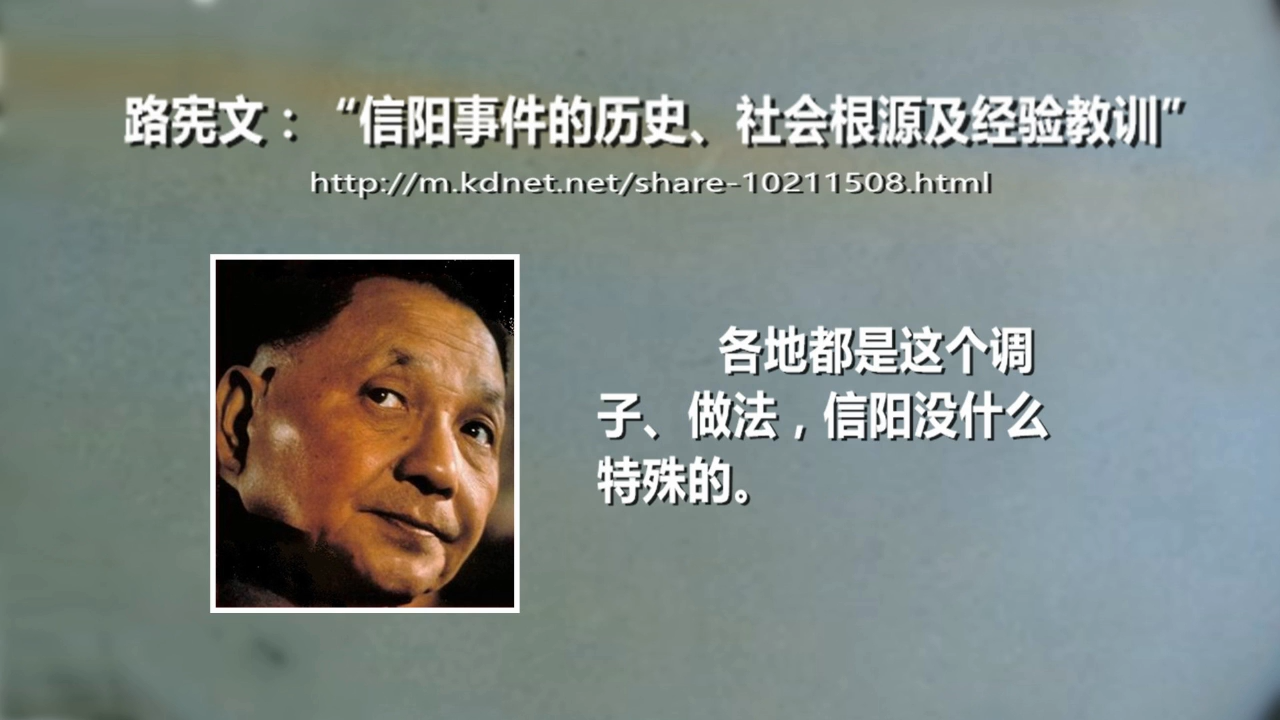 路宪文：“信阳事件的历史、社会根源及经验教训”
http://m.kdnet.net/share-10211508.html
各地都是这个调
子、做法，信阳没什么
特殊的。